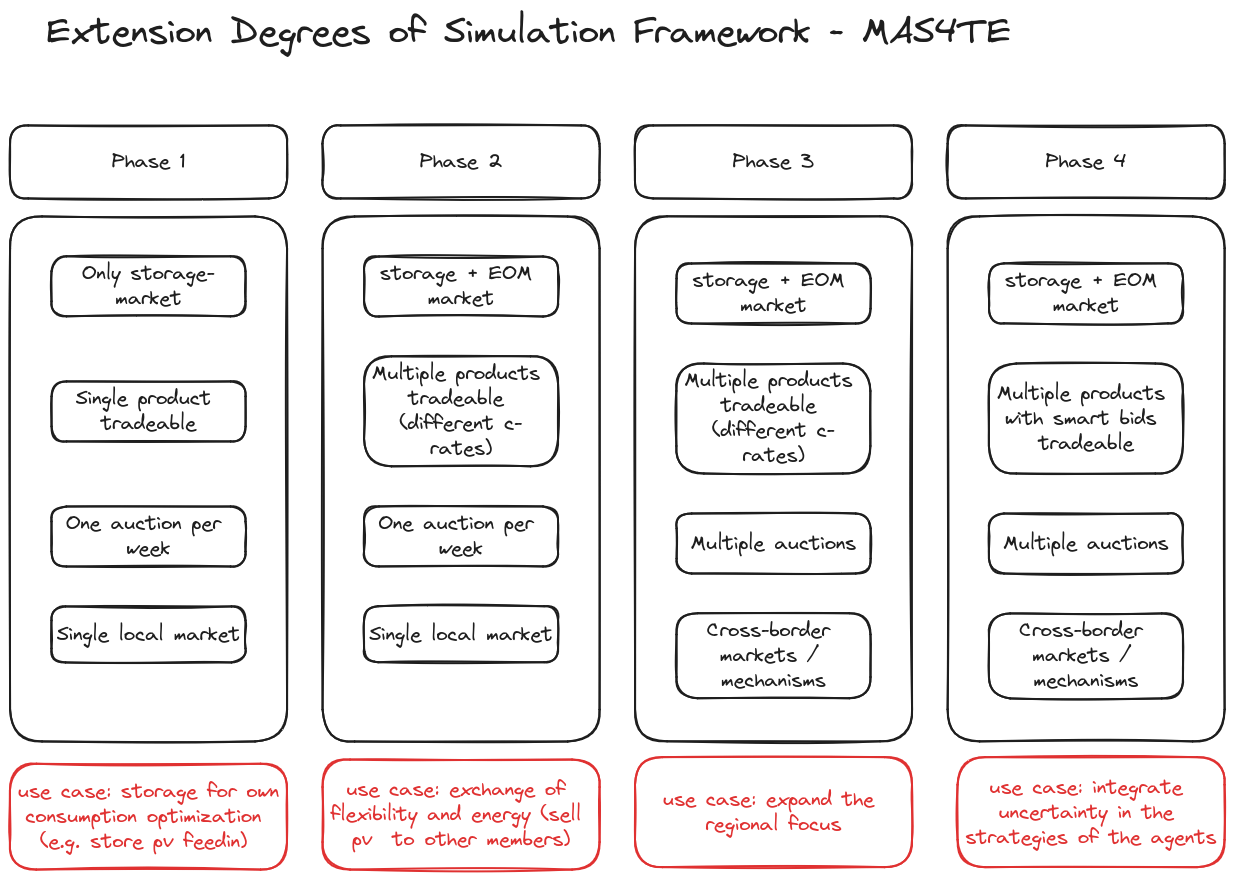 Extension Degrees of Simulation Framework - MAS4TE
Phase 1
Phase 2
Phase 3
Phase 4
Only storage-
market
Single product
tradeable
One auction per
week
Single local market
storage + EOM
market
Multiple products
tradeable
(different c-
rates)
One auction per
week
Single local market
storage + EOM
market
Multiple products
tradeable
(different c-
rates)
Multiple auctions
Cross-border
markets /
mechanisms
storage + EOM
market
Multiple products
with smart bids
tradeable
Multiple auctions
Cross-border
markets /
mechanisms
use case: storage for own
consumption optimization
(e.g. store pv feedin)
use case: exchange of
flexibility and energy (sell
pv to other members)
use case: expand the
regional focus
use case: integrate
uncertainty in the
strategies of the agents